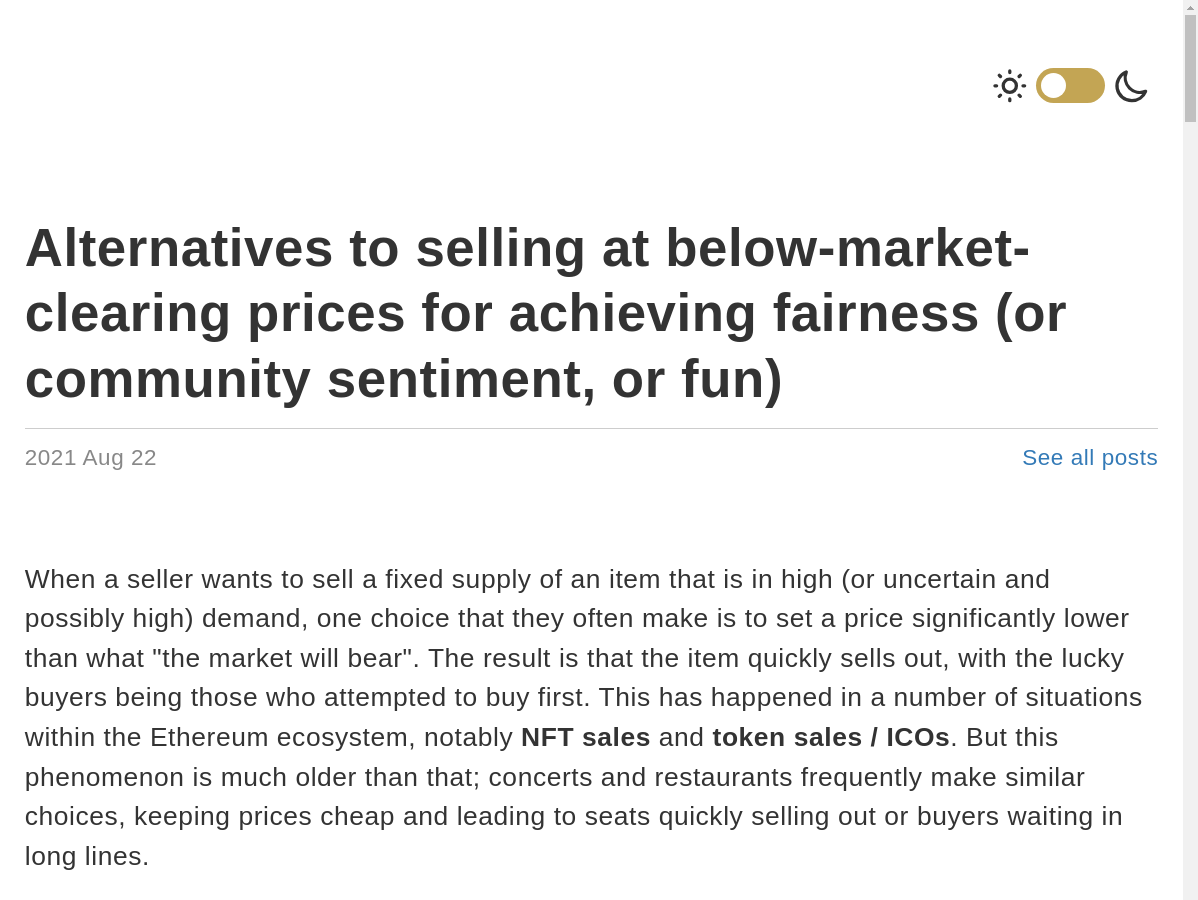 Alternatives to selling at below-market-
clearing prices for achieving fairness (or
community sentiment, or fun)
2021 Aug 22
See all posts
When a seller wants to sell a fixed supply of an item that is in high (or uncertain and
possibly high) demand, one choice that they often make is to set a price significantly lower
than what "the market will bear". The result is that the item quickly sells out, with the lucky
buyers being those who attempted to buy first. This has happened in a number of situations
within the Ethereum ecosystem, notably NFT sales and token sales / ICOs. But this
phenomenon is much older than that; concerts and restaurants frequently make similar
choices, keeping prices cheap and leading to seats quickly selling out or buyers waiting in
long lines.